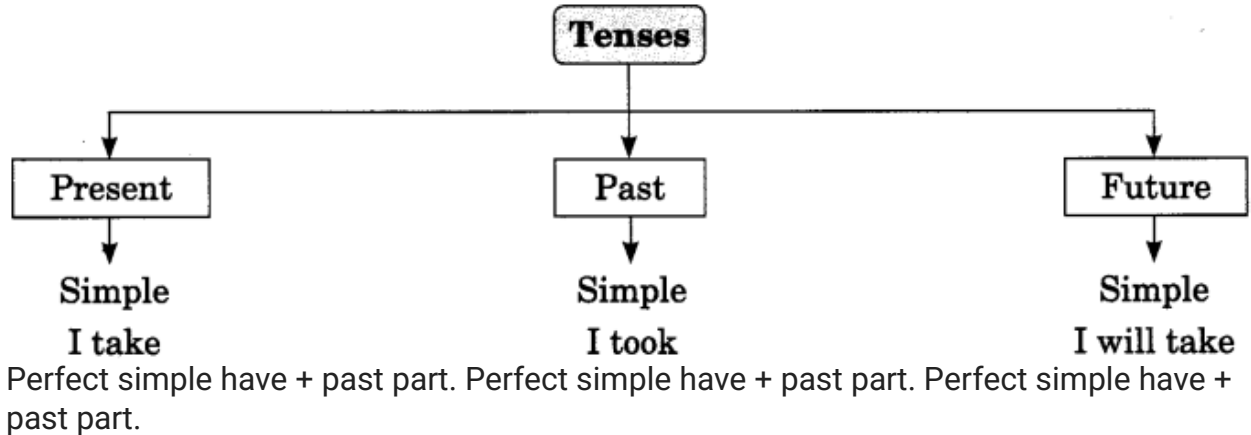 Tenses
Present Past Future
Simple Simple Simple
I take I took I will take
Perfect simple have + past part. Perfect simple have + past part. Perfect simple have +
past part.